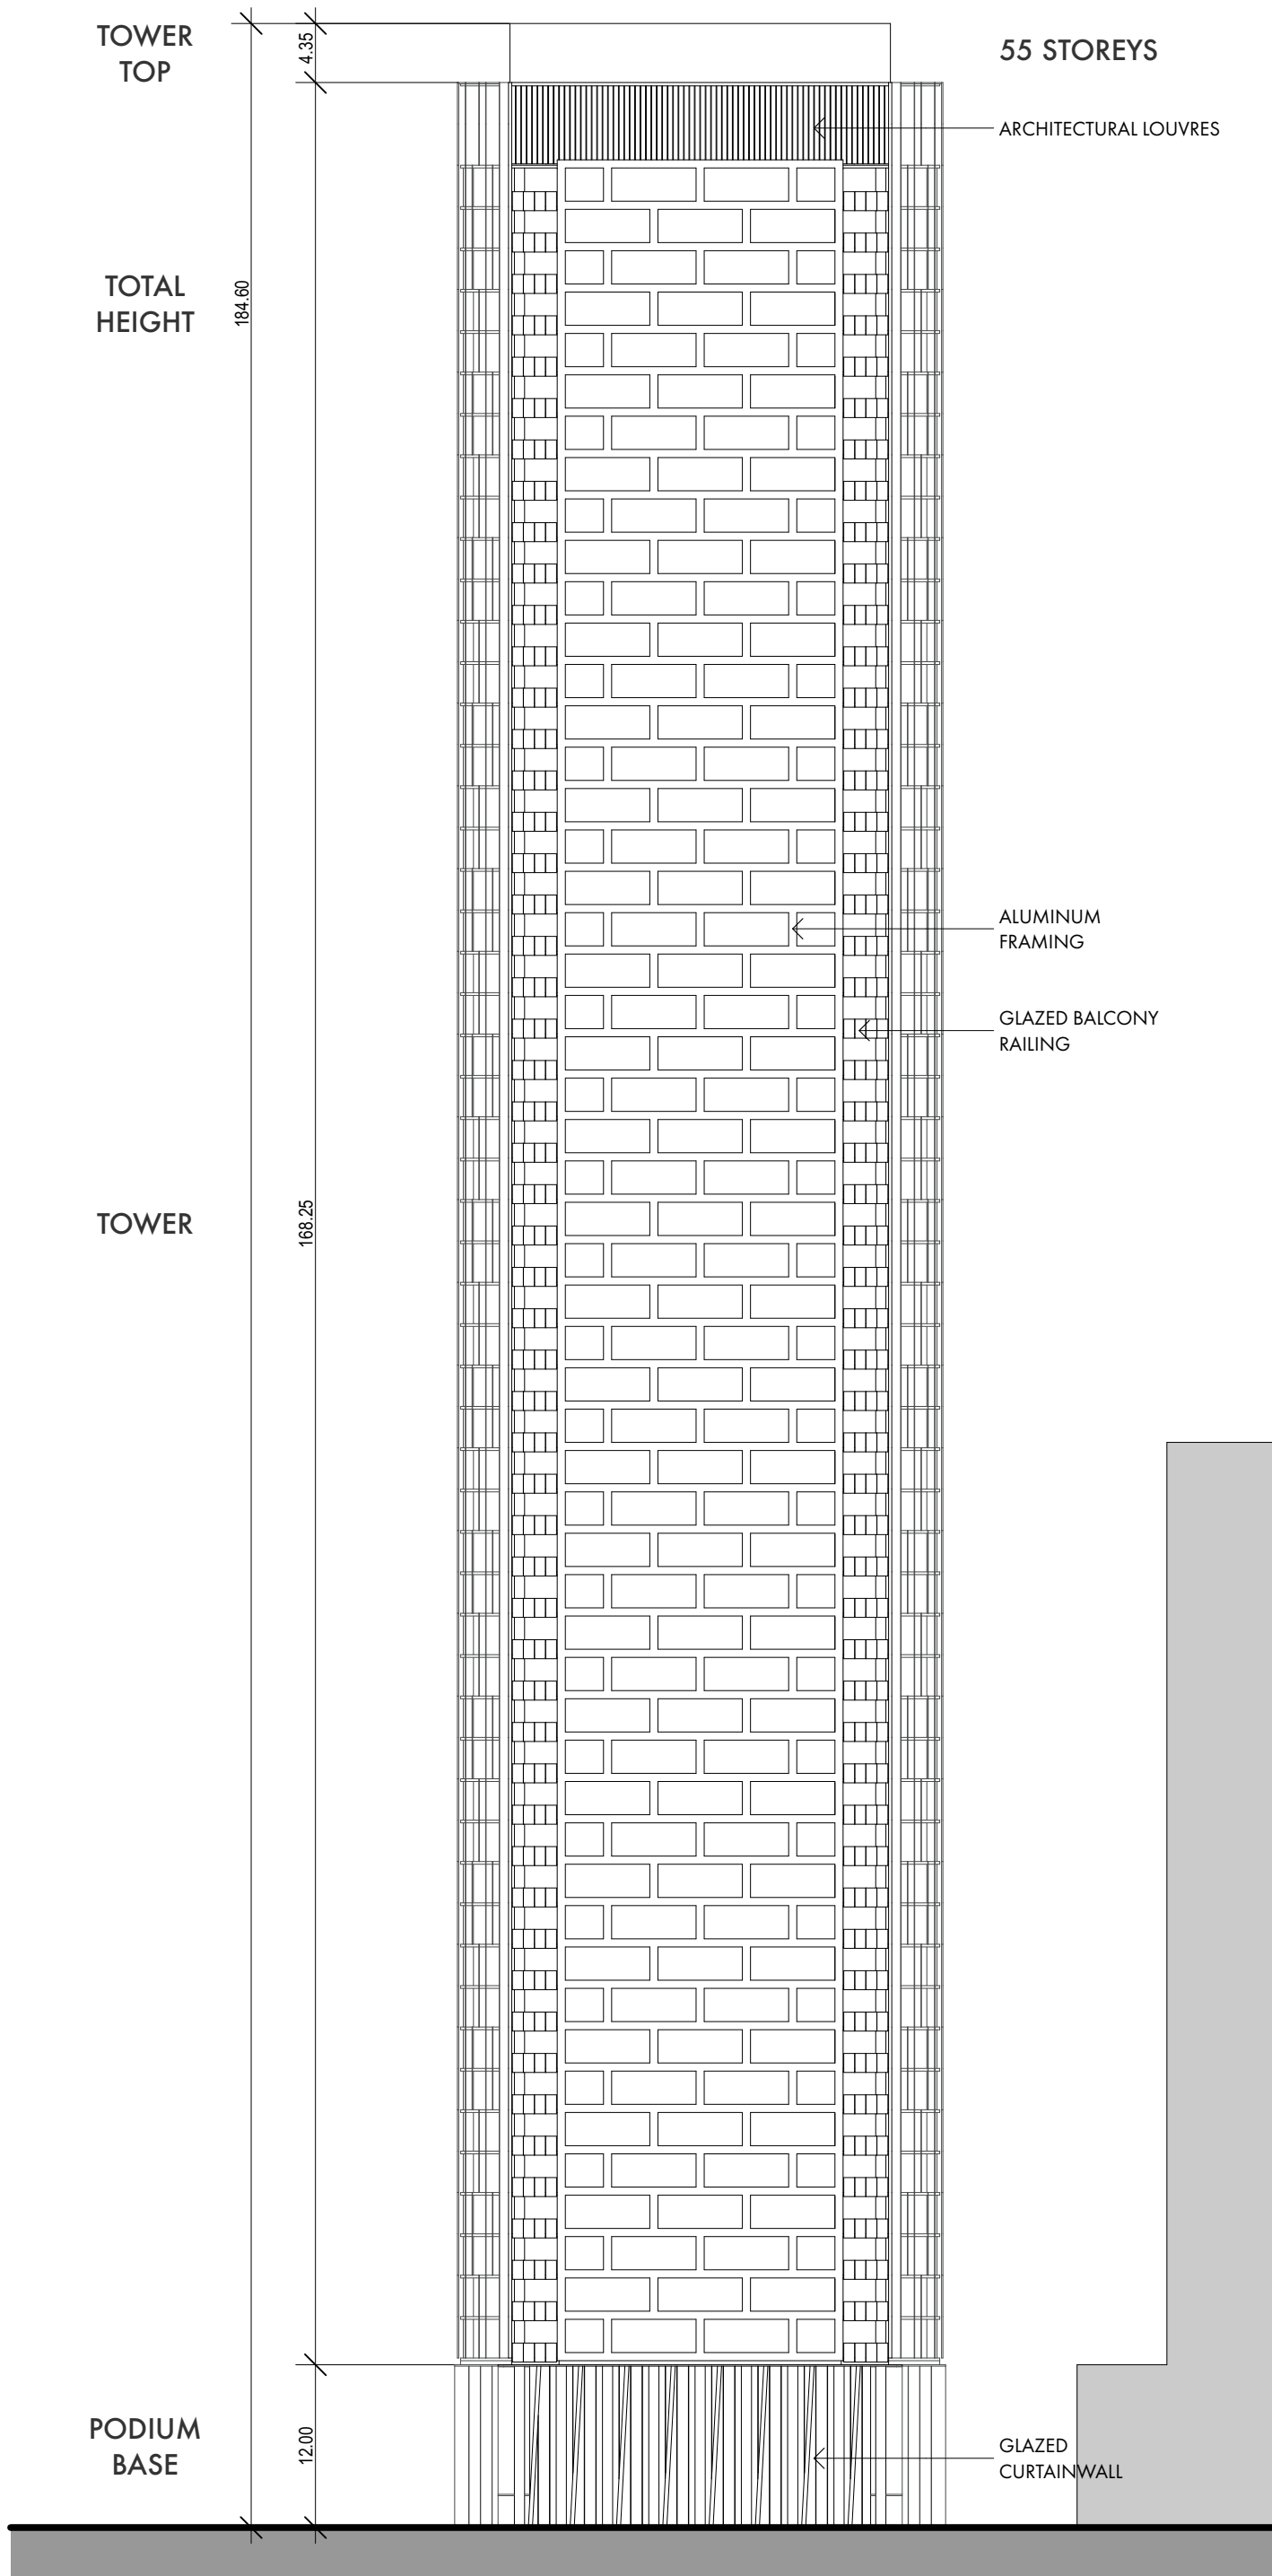 TOWER
TOP
4.35
55 STOREYS
ARCHITECTURAL LOUVRES
TOTAL
HEIGHT
184.60
ALUMINUM
FRAMING
GLAZED BALCONY
RAILING
TOWER
168.25
PODIUM
BASE
12.00
GLAZED
CURTAINWALL